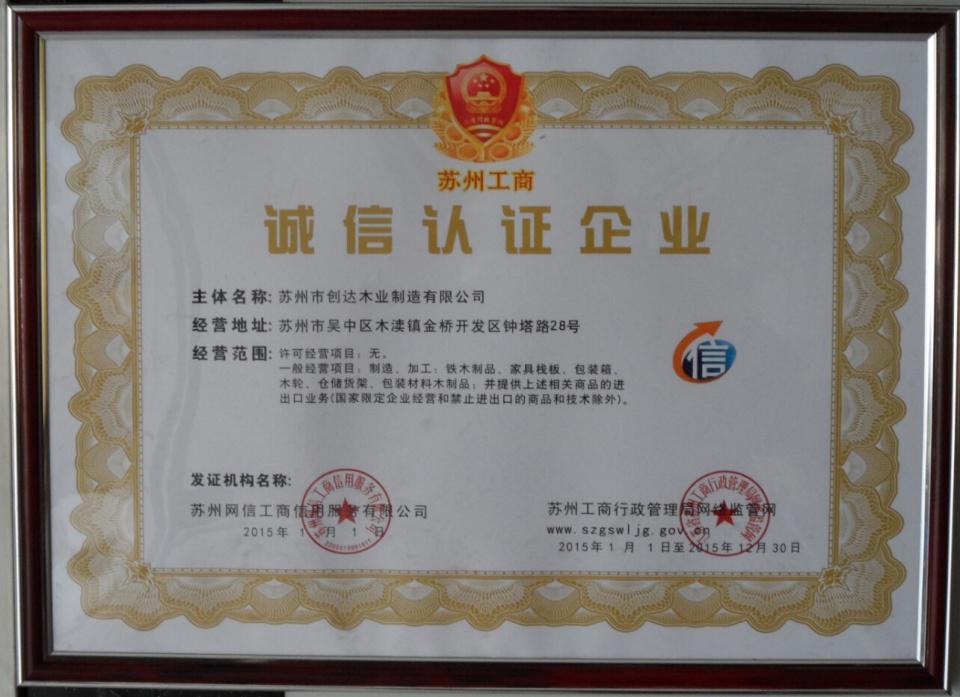 苏州工商
诚信认证企业
主体名称: 苏州市创达木业制造有限公司
经营地址: 苏州市吴中区木渎镇金桥开发区钟塔路28号
经营范围: 许可经营项目：无。
一般经营项目：制造、加工：铁木制品、家具栈板、包装箱、
木轮、仓储货架、包装材料木制品；并提供上述相关商品的进
出口业务(国家限定企业经营和禁止进出口的商品和技术除外)。
信
发证机构名称:
苏州网信工商信用服务有限公司
2015年 1 月 1 日
苏州工商行政管理局网络监管网
www.szgswljg.gov.cn
2015年 1 月 1日至2015年12月30日